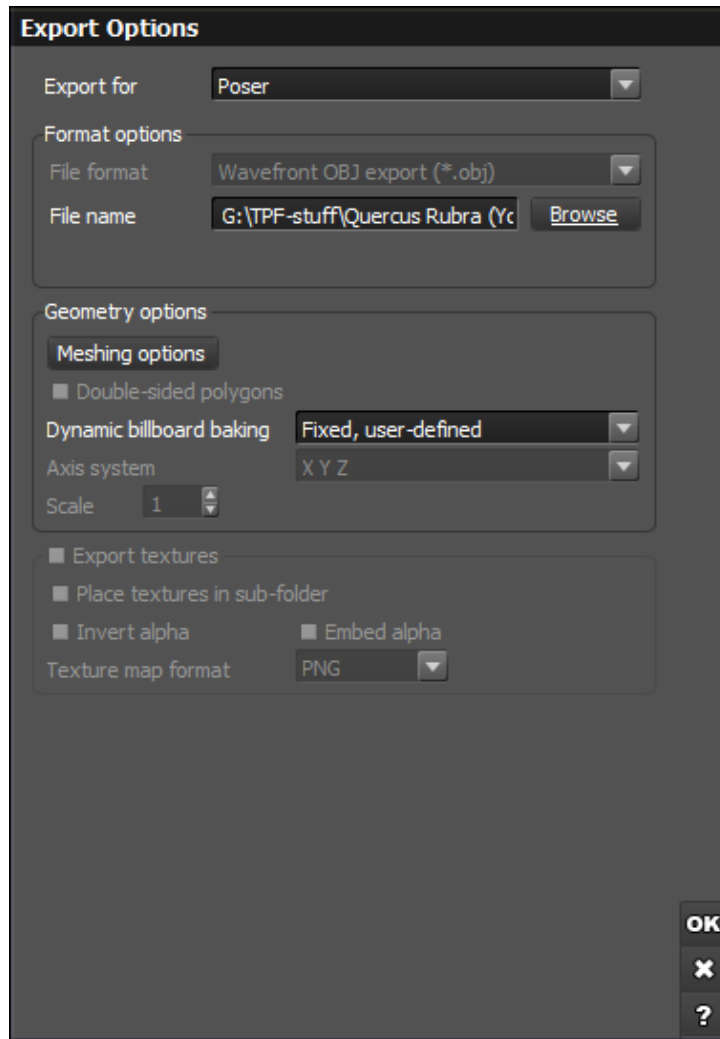 Export Options
Export for Poser
Format options
File format Wavefront OBJ export (*.obj)
File name G:\TPF-stuff\Quercus Rubra (Yc Browse
Geometry options
Meshing options
Double-sided polygons
Dynamic billboard baking Fixed, user-defined
Axis system X Y Z
Scale 1
Export textures
Place textures in sub-folder
Invert alpha Embed alpha
Texture map format PNG
OK
?